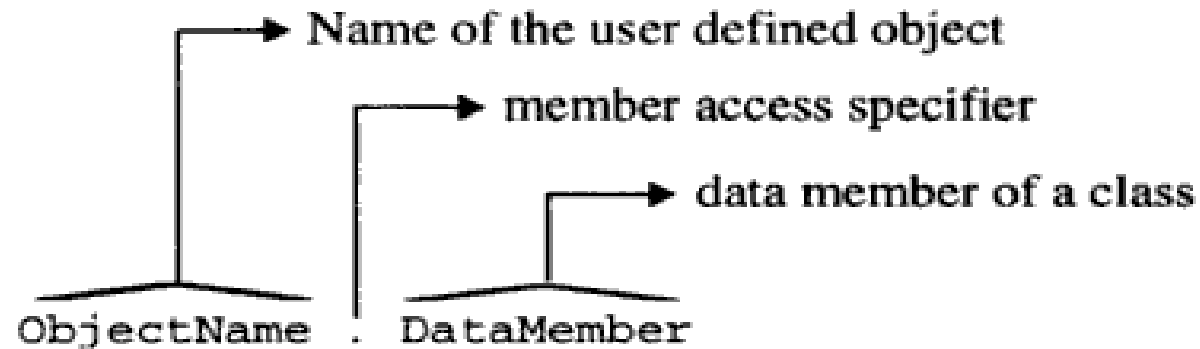 Name of the user defined object
member access specifier
data member of a class
ObjectName . DataMember